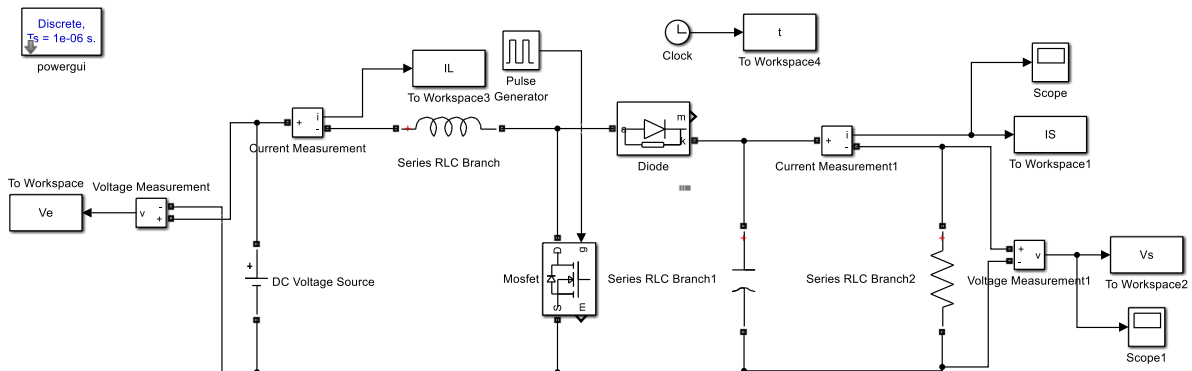 Discrete,
Ts = 1e-06 s.
powergui
Clock
t
To Workspace4
IL
To Workspace3
Pulse
Generator
Scope
i
+
-
Current Measurement
Series RLC Branch
m
a
k
Diode
i
+
-
Current Measurement1
IS
To Workspace1
To Workspace
Voltage Measurement
Ve
v
-
+
+
DC Voltage Source
Mosfet
D
g
S
m
Series RLC Branch1
Series RLC Branch2
+
-
v
Voltage Measurement1
Vs
To Workspace2
Scope1